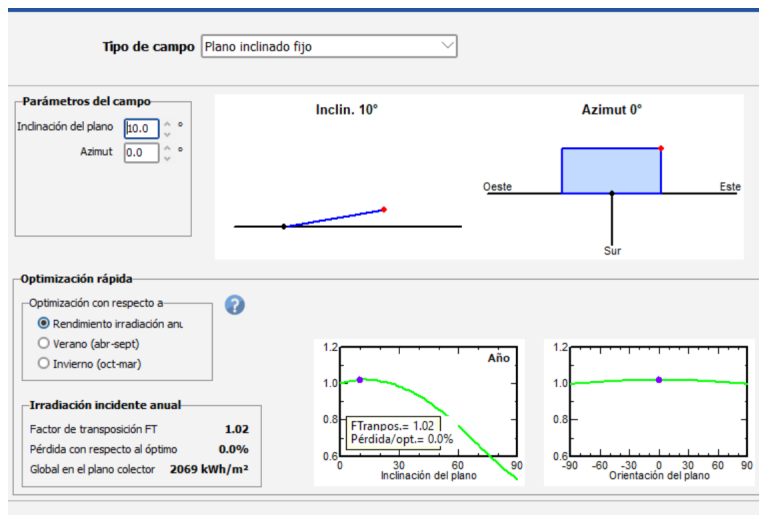 Tipo de campo Plano inclinado fijo
Parámetros del campo
Inclinación del plano 10.0 °
Azimut 0.0 °
Inclin. 10°
Azimut 0°
Oeste
Este
Sur
Optimización rápida
Optimización con respecto a
?
Rendimiento irradiación anu
Verano (abr-sept)
Invierno (oct-mar)
Irradiación incidente anual
Factor de transposición FT 1.02
Pérdida con respecto al óptimo 0.0%
Global en el plano colector 2069 kWh/m²
1.2
Año
1.0
0.8
FTranpos.= 1.02
Pérdida/opt.= 0.0%
0.6
0 30 60 90
Inclinación del plano
1.2
1.0
0.8
0.6
-90 -60 -30 0 30 60 90
Orientación del plano